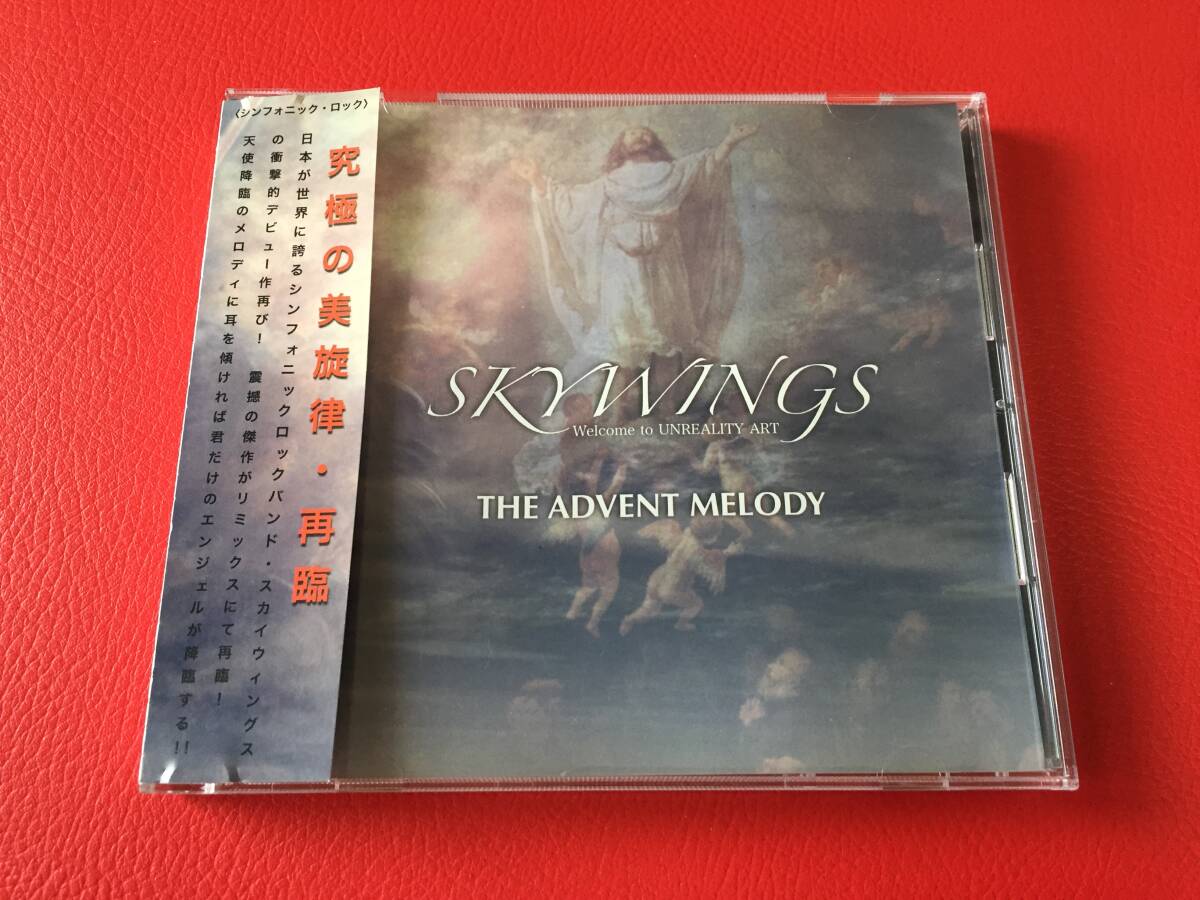 〈シンフォニック・ロック〉
究極の美旋律・再臨
日本が世界に誇るシンフォニックロックバンド・スカイウィングス
の衝撃的デビュー作再び！ 震撼の傑作がリミックスにて再臨！
天使降臨のメロディに耳を傾ければ君だけのエンジェルが降臨する!!
SKYWINGS
Welcome to UNREALITY ART
THE ADVENT MELODY